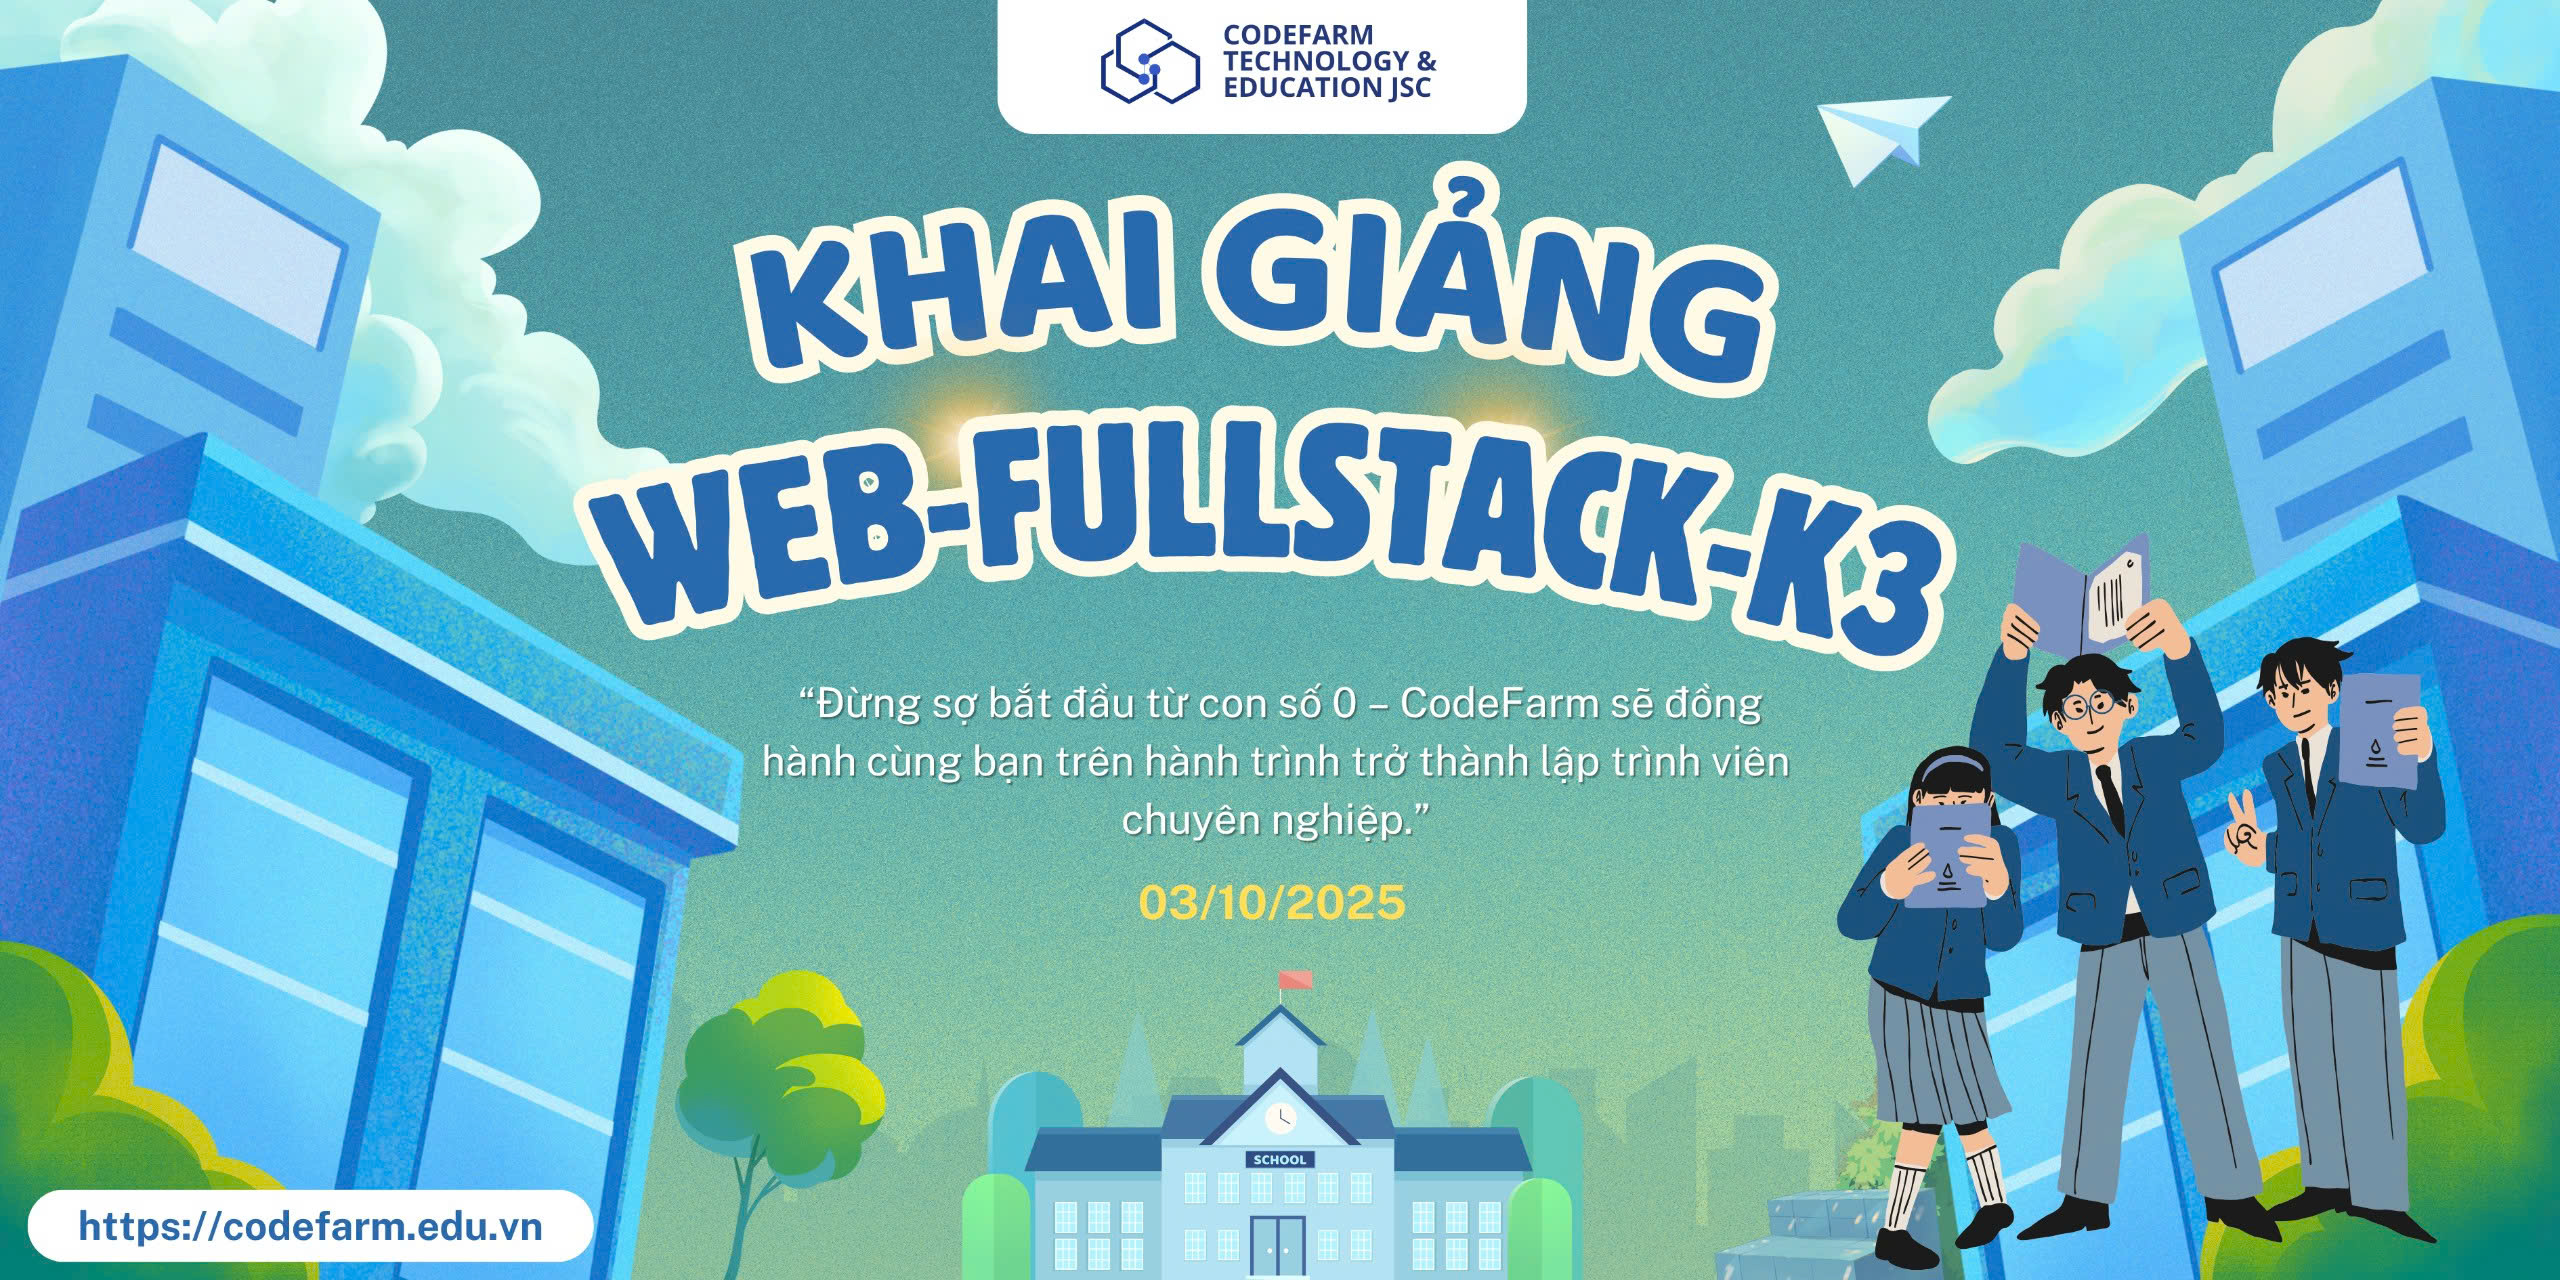 CODEFARM
TECHNOLOGY &
EDUCATION JSC
KHAI GIẢNG
WEB-FULLSTACK-K3
“Đừng sợ bắt đầu từ con số 0 – CodeFarm sẽ đồng
hành cùng bạn trên hành trình trở thành lập trình viên
chuyên nghiệp.”
03/10/2025
SCHOOL
https://codefarm.edu.vn